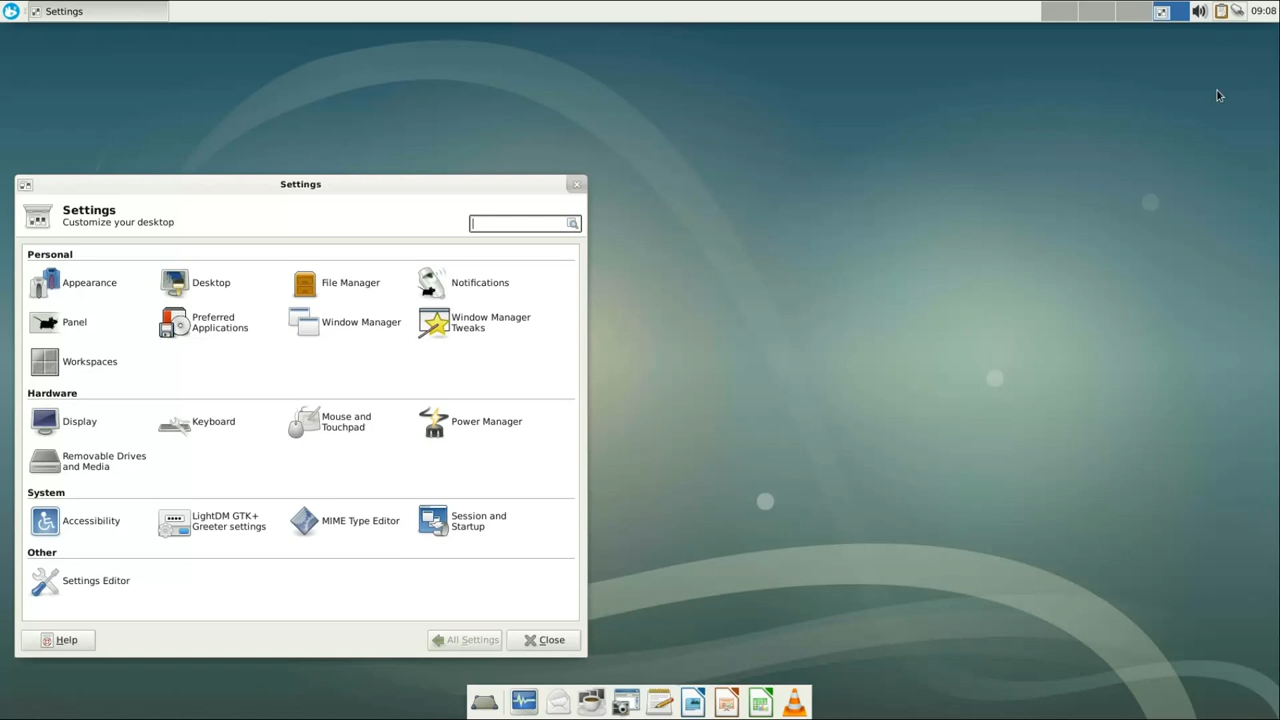 Settings
09:08
Settings
Settings
Customize your desktop
Personal
Appearance
Desktop
File Manager
Notifications
Panel
Preferred
Applications
Window Manager
Window Manager
Tweaks
Workspaces
Hardware
Display
Keyboard
Mouse and
Touchpad
Power Manager
Removable Drives
and Media
System
Accessibility
LightDM GTK+
Greeter settings
MIME Type Editor
Session and
Startup
Other
Settings Editor
Help
All Settings
Close